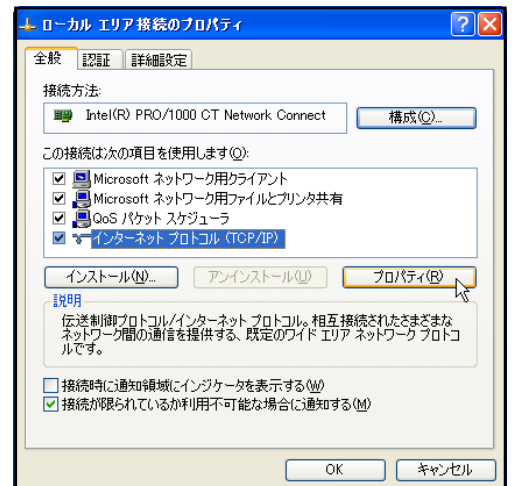 ローカル エリア接続のプロパティ
全般 認証 詳細設定
接続方法:
Intel(R) PRO/1000 CT Network Connect 構成(C)...
この接続は次の項目を使用します(O):
Microsoft ネットワーク用クライアント
Microsoft ネットワーク用ファイルとプリンタ共有
QoS パケット スケジューラ
インターネット プロトコル (TCP/IP)
インストール(N)... アンインストール(U) プロパティ(R)
説明
伝送制御プロトコル/インターネット プロトコル。相互接続されたさまざまな
ネットワーク間の通信を提供する、既定のワイド エリア ネットワーク プロトコ
ルです。
接続時に通知領域にインジケータを表示する(W)
接続が限られているか利用不可能な場合に通知する(M)
OK キャンセル